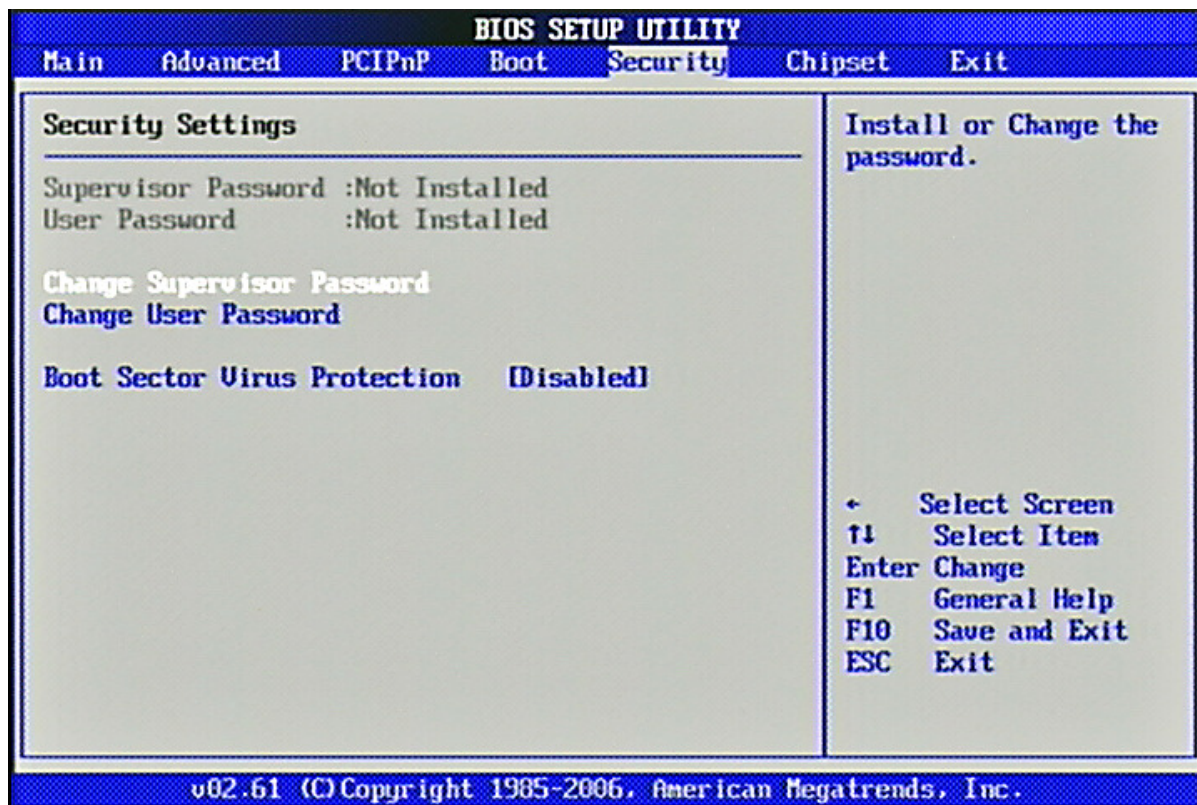 BIOS SETUP UTILITY
Main Advanced PCIPnP Boot Security Chipset Exit
Security Settings
Supervisor Password :Not Installed
User Password :Not Installed
Change Supervisor Password
Change User Password
Boot Sector Virus Protection [Disabled]
Install or Change the
password.
← Select Screen
↑↓ Select Item
Enter Change
F1 General Help
F10 Save and Exit
ESC Exit
v02.61 (C)Copyright 1985-2006, American Megatrends, Inc.